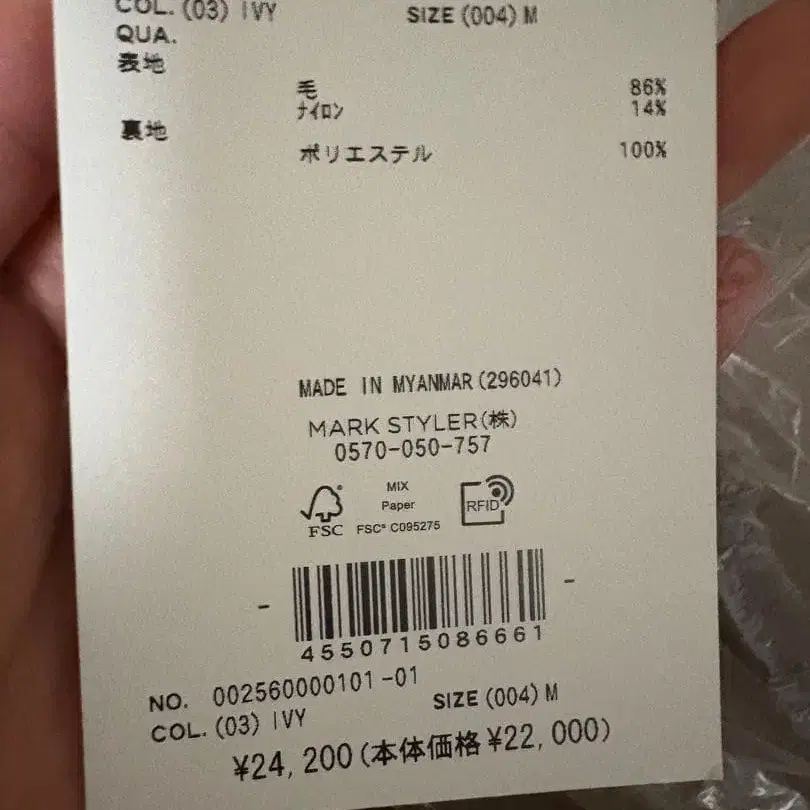 COL. (03) IVY SIZE (004) M
QUA.
表地
毛 86%
ナイロン 14%
裏地
ポリエステル 100%
MADE IN MYANMAR (296041)
MARK STYLER(株)
0570-050-757
FSC
MIX
Paper
FSC® C095275
RFID
4550715086661
NO. 002560000101-01
COL. (03) IVY SIZE (004) M
¥24,200(本体価格¥22,000)